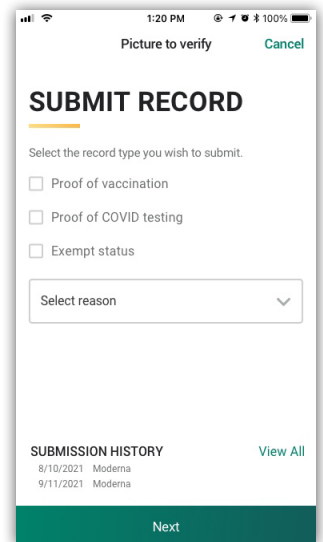 1:20 PM 100%
Picture to verify Cancel
SUBMIT RECORD
Select the record type you wish to submit.
Proof of vaccination
Proof of COVID testing
Exempt status
Select reason
SUBMISSION HISTORY View All
8/10/2021 Moderna
9/11/2021 Moderna
Next